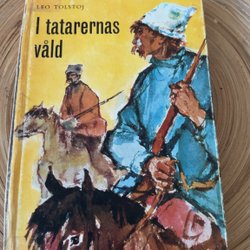 LEO TOLSTOJ
I tatarernas
våld